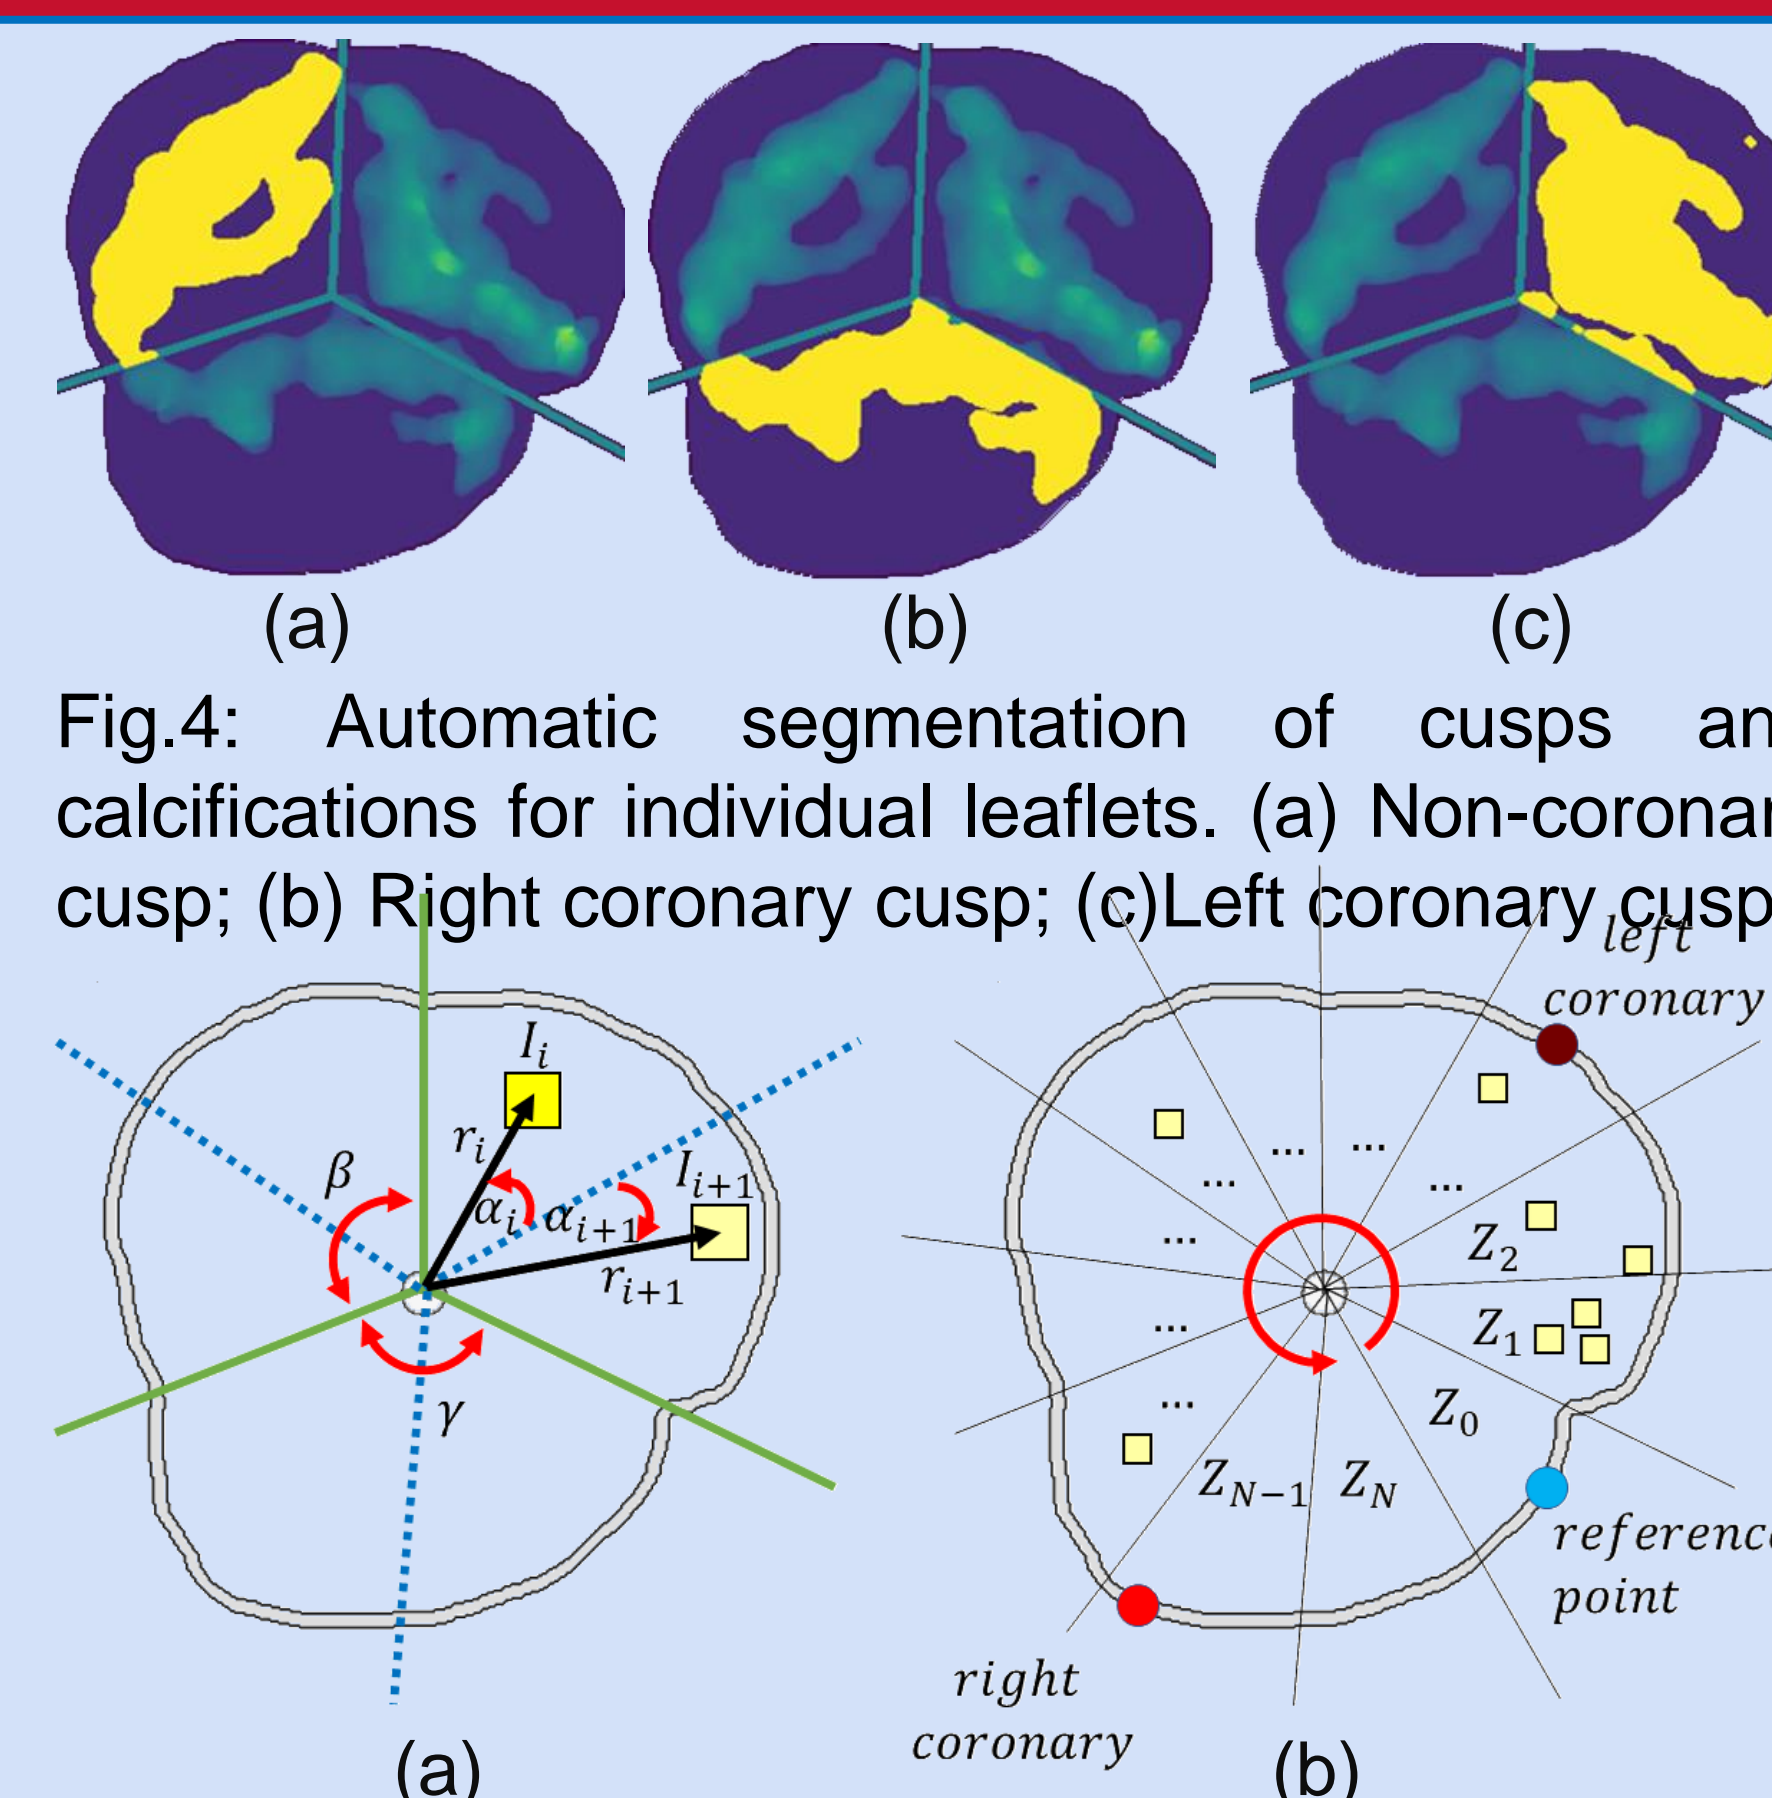 (a) (b) (c)
Fig.4: Automatic segmentation of cusps an
calcifications for individual leaflets. (a) Non-coronar
cusp; (b) Right coronary cusp; (c)Left coronary cusp
left
coronary
I_i
r_i
β
α_i
α_{i+1}
I_{i+1}
r_{i+1}
γ
... ...
... ...
...
...
...
Z_2
Z_1
Z_0
Z_{N−1} Z_N
reference
point
right
coronary
(a) (b)